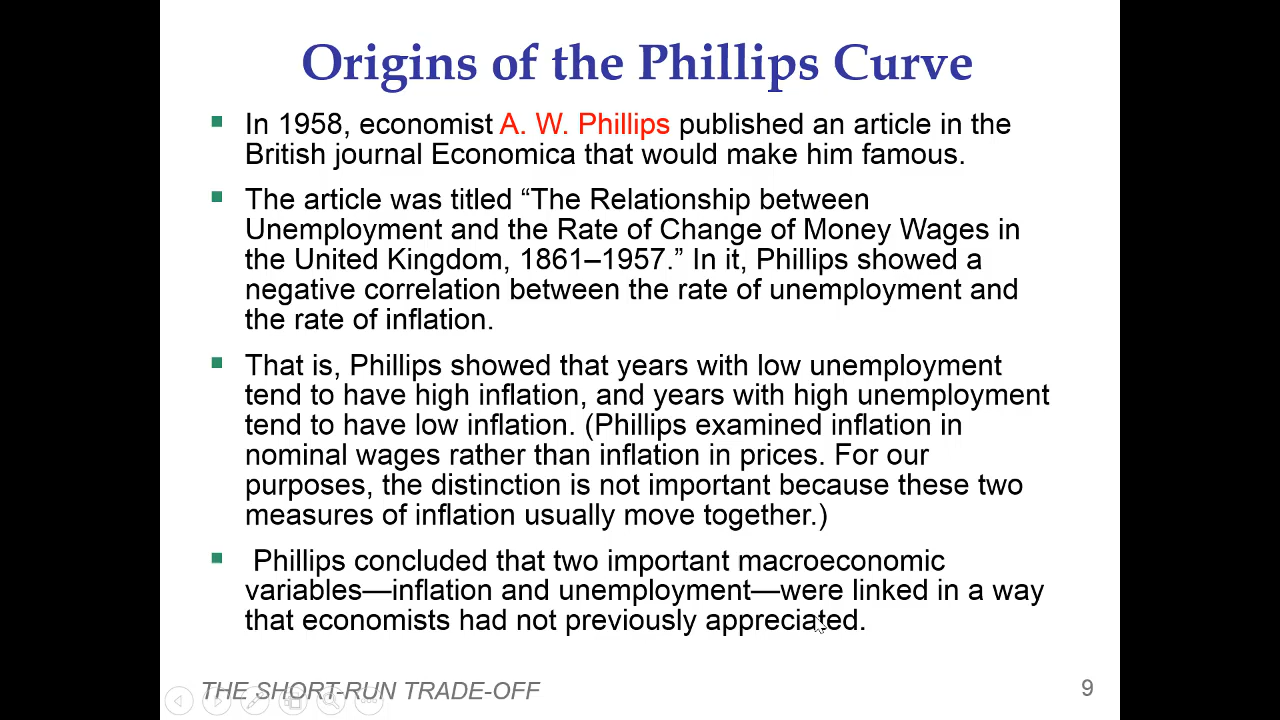 Origins of the Phillips Curve
In 1958, economist A. W. Phillips published an article in the
British journal Economica that would make him famous.
The article was titled “The Relationship between
Unemployment and the Rate of Change of Money Wages in
the United Kingdom, 1861–1957.” In it, Phillips showed a
negative correlation between the rate of unemployment and
the rate of inflation.
That is, Phillips showed that years with low unemployment
tend to have high inflation, and years with high unemployment
tend to have low inflation. (Phillips examined inflation in
nominal wages rather than inflation in prices. For our
purposes, the distinction is not important because these two
measures of inflation usually move together.)
Phillips concluded that two important macroeconomic
variables—inflation and unemployment—were linked in a way
that economists had not previously appreciated.
THE SHORT-RUN TRADE-OFF
9